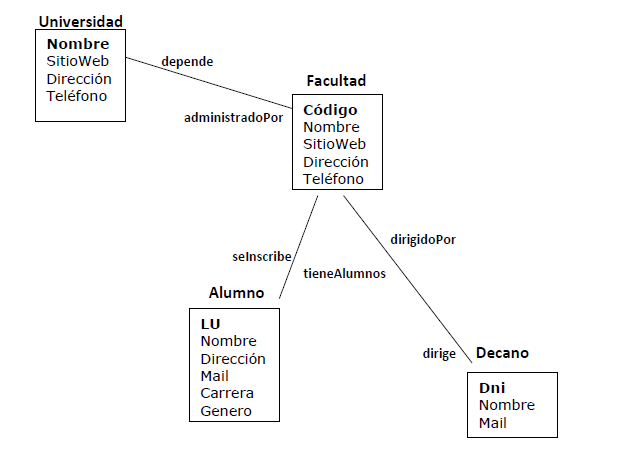 Universidad
Nombre
SitioWeb
Dirección
Teléfono
depende
administradoPor
Facultad
Código
Nombre
SitioWeb
Dirección
Teléfono
seInscribe
tieneAlumnos
dirigidoPor
dirige
Alumno
LU
Nombre
Dirección
Mail
Carrera
Genero
Decano
Dni
Nombre
Mail